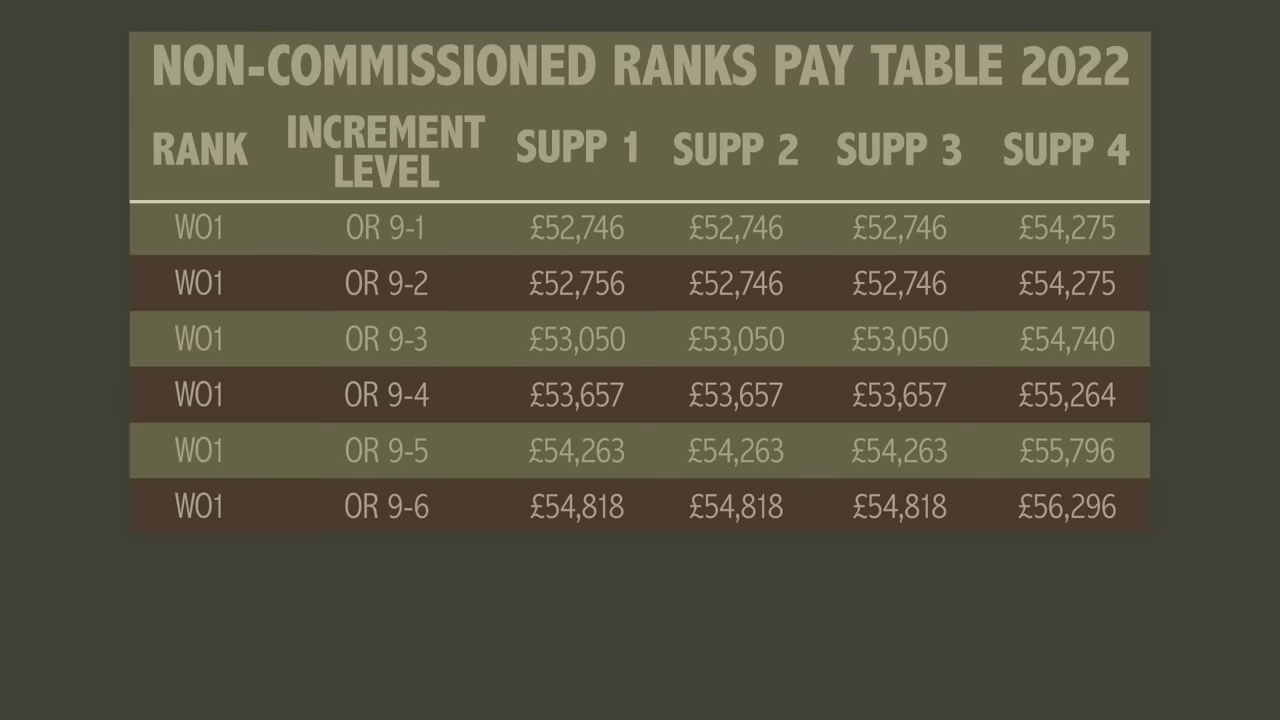 NON-COMMISSIONED RANKS PAY TABLE 2022
RANK INCREMENT LEVEL SUPP 1 SUPP 2 SUPP 3 SUPP 4
WO1 OR 9-1 £52,746 £52,746 £52,746 £54,275
WO1 OR 9-2 £52,756 £52,746 £52,746 £54,275
WO1 OR 9-3 £53,050 £53,050 £53,050 £54,740
WO1 OR 9-4 £53,657 £53,657 £53,657 £55,264
WO1 OR 9-5 £54,263 £54,263 £54,263 £55,796
WO1 OR 9-6 £54,818 £54,818 £54,818 £56,296